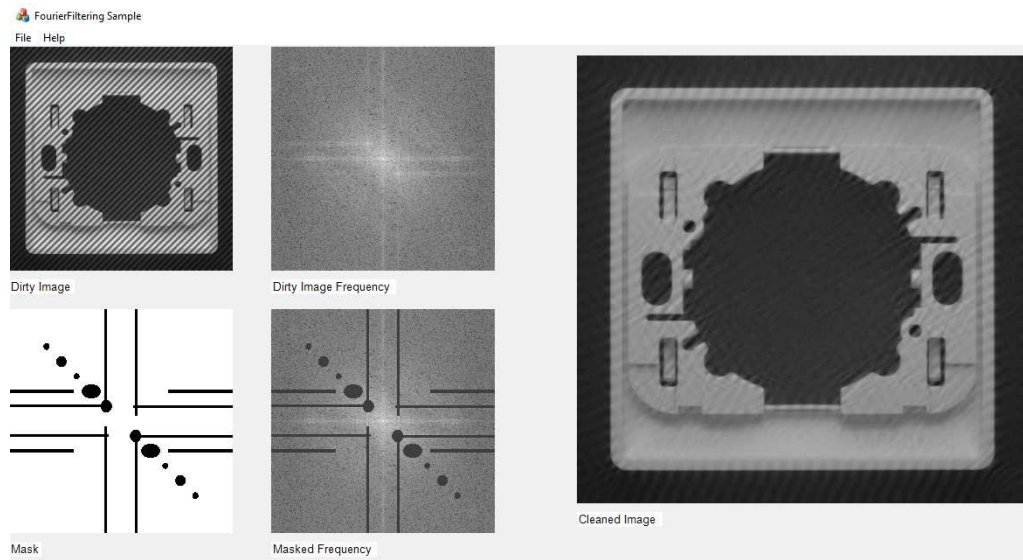 FourierFiltering Sample
File Help
Dirty Image
Dirty Image Frequency
Mask
Masked Frequency
Cleaned Image